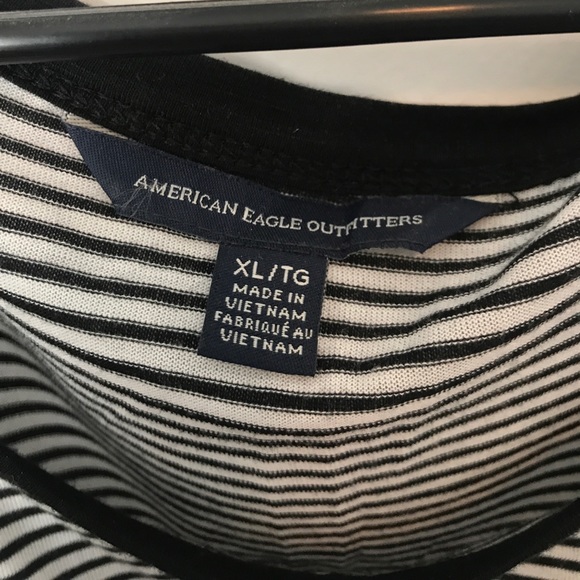 AMERICAN EAGLE OUTFITTERS
XL/TG
MADE IN
VIETNAM
FABRIQUÉ AU
VIETNAM